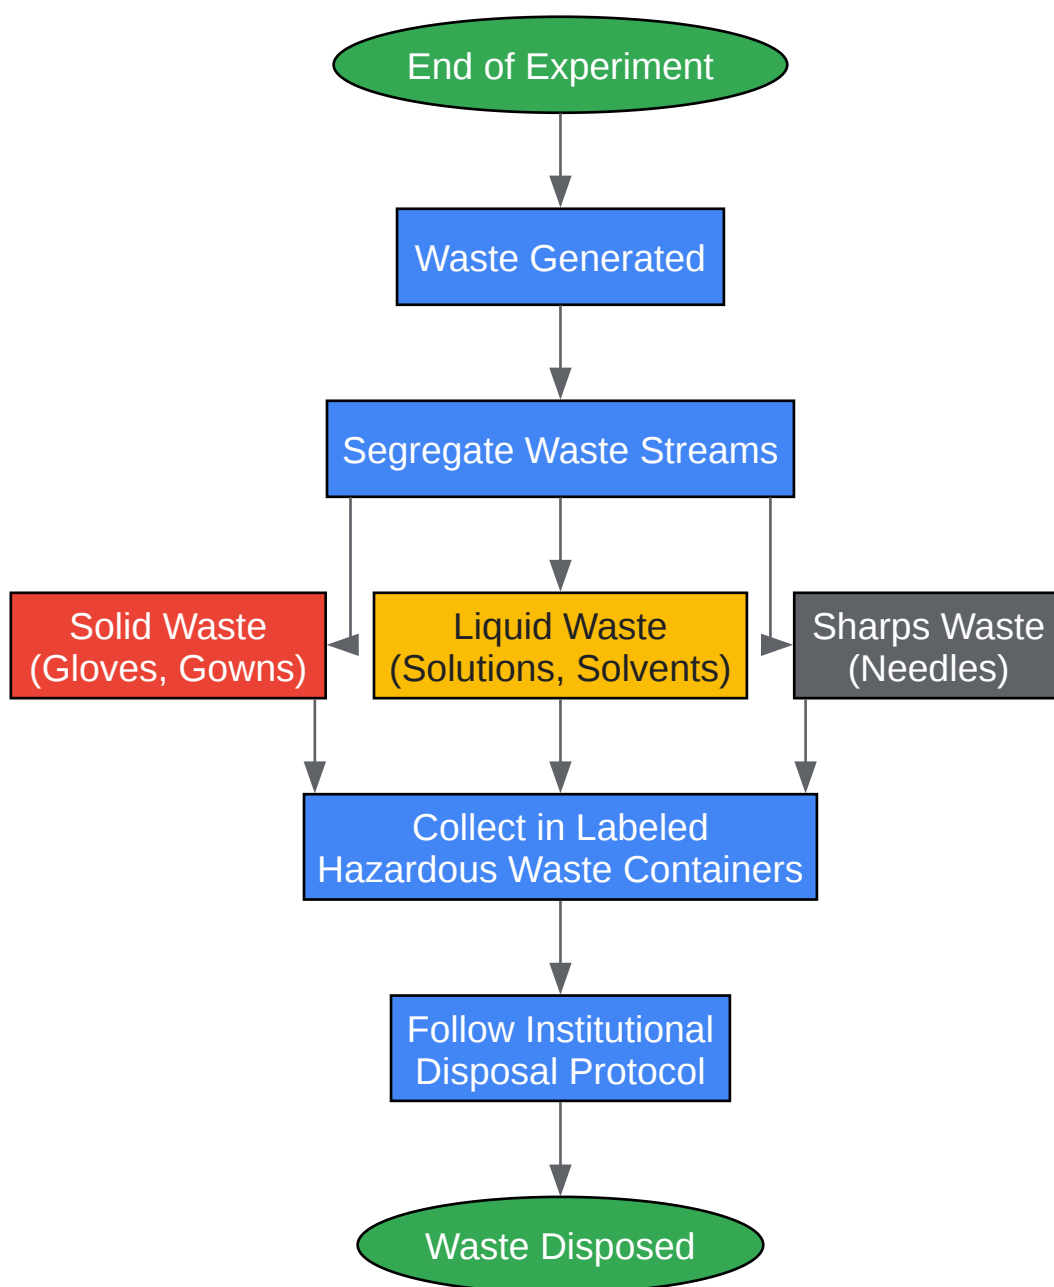 End of Experiment
Waste Generated
Segregate Waste Streams
Solid Waste
(Gloves, Gowns)
Liquid Waste
(Solutions, Solvents)
Sharps Waste
(Needles)
Collect in Labeled
Hazardous Waste Containers
Follow Institutional
Disposal Protocol
Waste Disposed